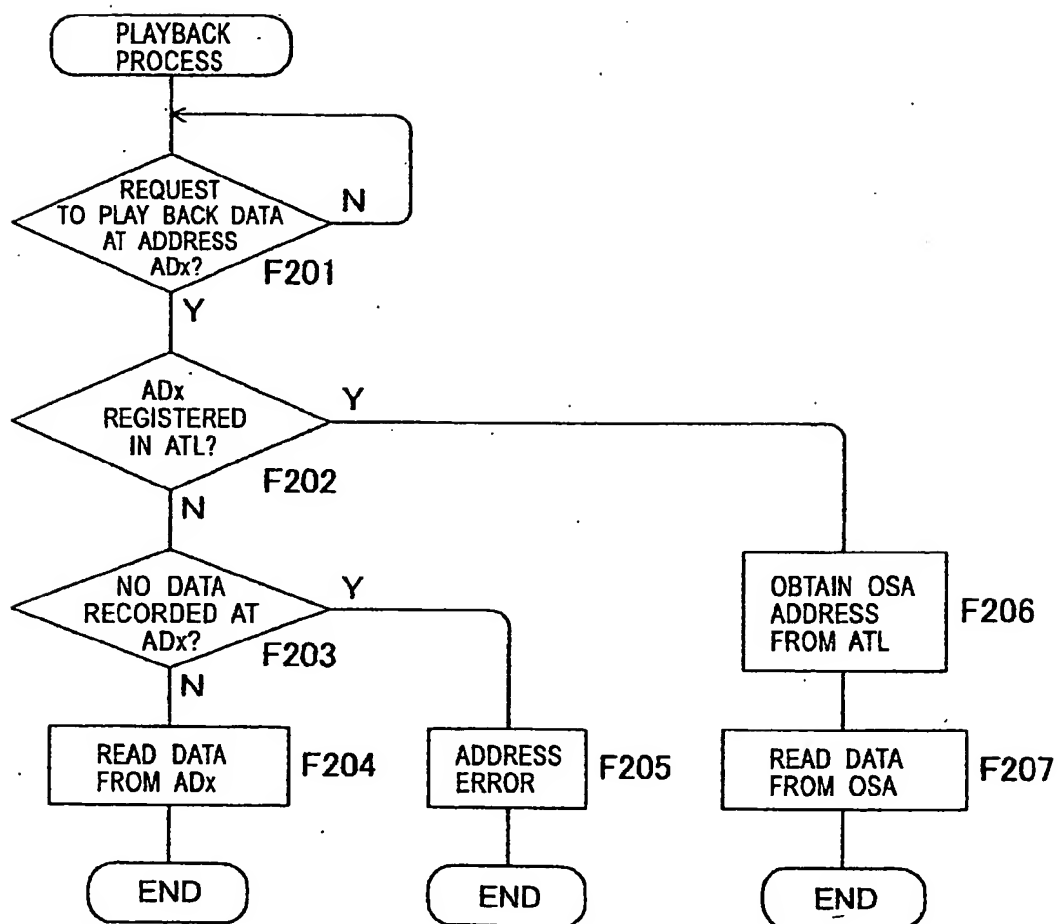 PLAYBACK
PROCESS
REQUEST
TO PLAY BACK DATA
AT ADDRESS
ADx?
N
F201
Y
ADx
REGISTERED
IN ATL?
Y
F202
N
NO DATA
RECORDED AT
ADx?
Y
F203
N
OBTAIN OSA
ADDRESS
FROM ATL
F206
READ DATA
FROM ADx
F204
ADDRESS
ERROR
F205
READ DATA
FROM OSA
F207
END
END
END